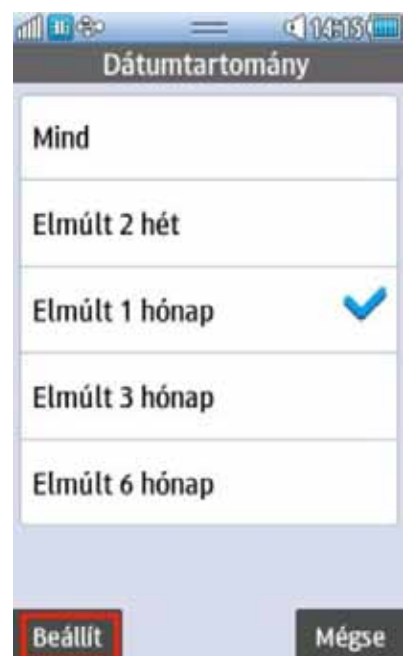 14:15
Dátumtartomány
Mind
Elmúlt 2 hét
Elmúlt 1 hónap
Elmúlt 3 hónap
Elmúlt 6 hónap
Beállít Mégse